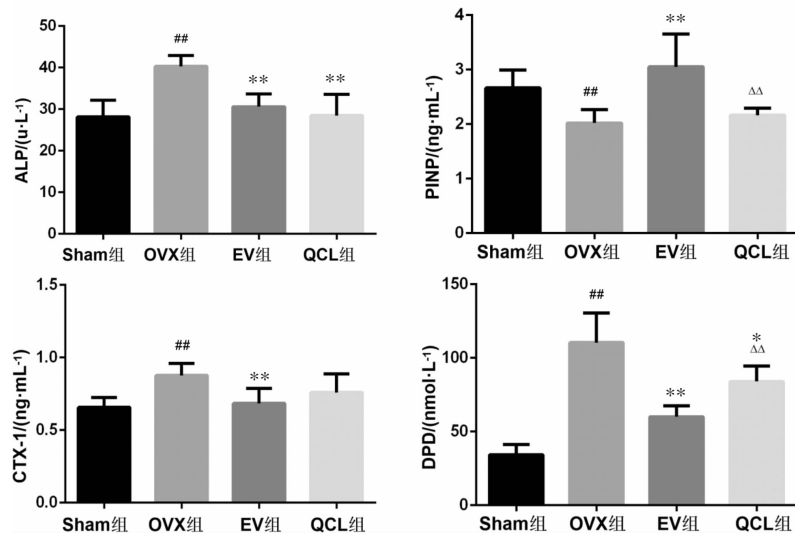 ALP/(u·L⁻¹)
50
40
30
20
10
0
##
**
**
Sham组 OVX组 EV组 QCL组
PINP/(ng·mL⁻¹)
4
3
2
1
0
##
**
ΔΔ
Sham组 OVX组 EV组 QCL组
CTX-1/(ng·mL⁻¹)
1.5
1.0
0.5
0.0
##
**
Sham组 OVX组 EV组 QCL组
DPD/(nmol·L⁻¹)
150
100
50
0
##
**
*
ΔΔ
Sham组 OVX组 EV组 QCL组